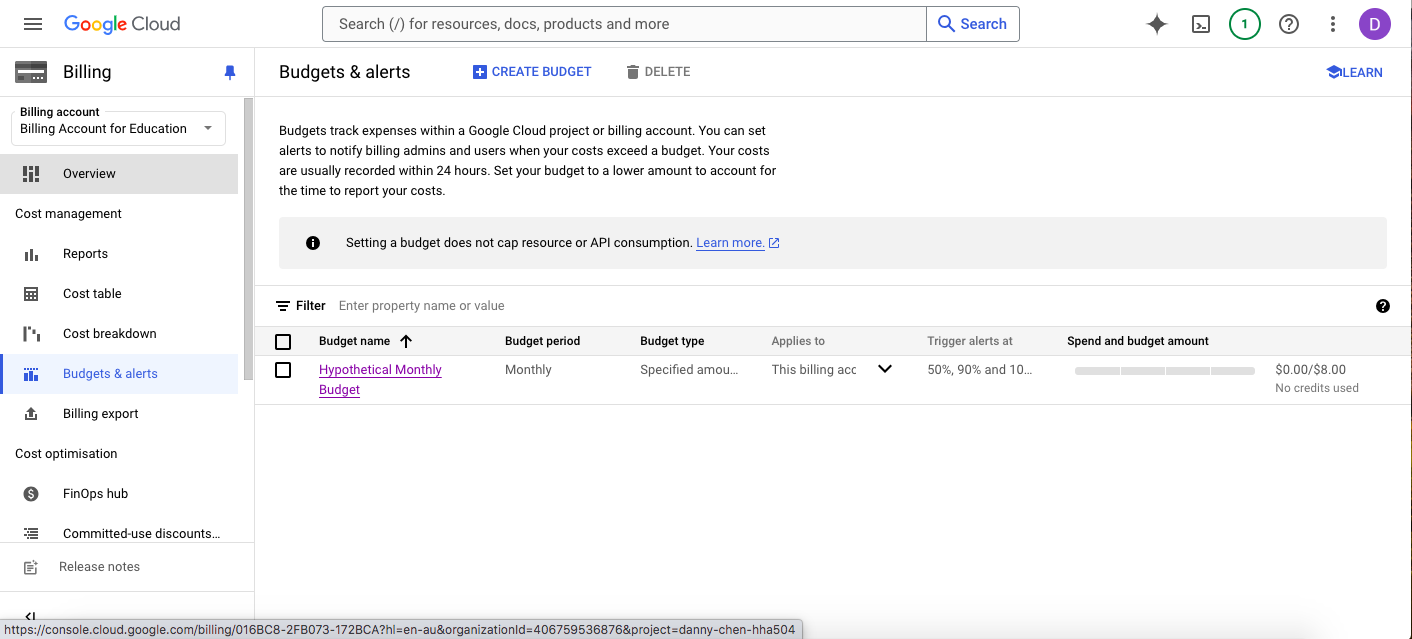 Google Cloud
Search (/) for resources, docs, products and more
Search
1
D
Billing
Budgets & alerts
CREATE BUDGET
DELETE
LEARN
Billing account
Billing Account for Education
Overview
Cost management
Reports
Cost table
Cost breakdown
Budgets & alerts
Billing export
Cost optimisation
FinOps hub
Committed-use discounts…
Release notes
Budgets track expenses within a Google Cloud project or billing account. You can set
alerts to notify billing admins and users when your costs exceed a budget. Your costs
are usually recorded within 24 hours. Set your budget to a lower amount to account for
the time to report your costs.
Setting a budget does not cap resource or API consumption. Learn more.
Filter Enter property name or value
Budget name Budget period Budget type Applies to Trigger alerts at Spend and budget amount
Hypothetical Monthly Monthly Specified amou… This billing acc 50%, 90% and 10… $0.00/$8.00
Budget No credits used
https://console.cloud.google.com/billing/016BC8-2FB073-172BCA?hl=en-au&organizationId=406759536876&project=danny-chen-hha504